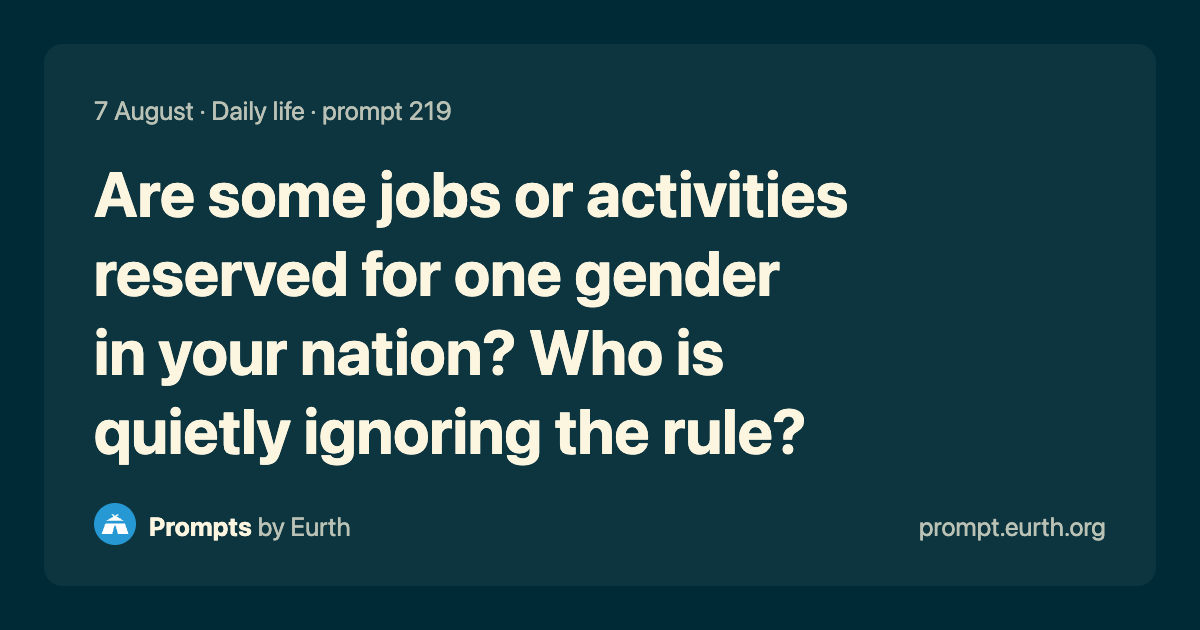 7 August · Daily life · prompt 219
Are some jobs or activities
reserved for one gender
in your nation? Who is
quietly ignoring the rule?
Prompts by Eurth
prompt.eurth.org